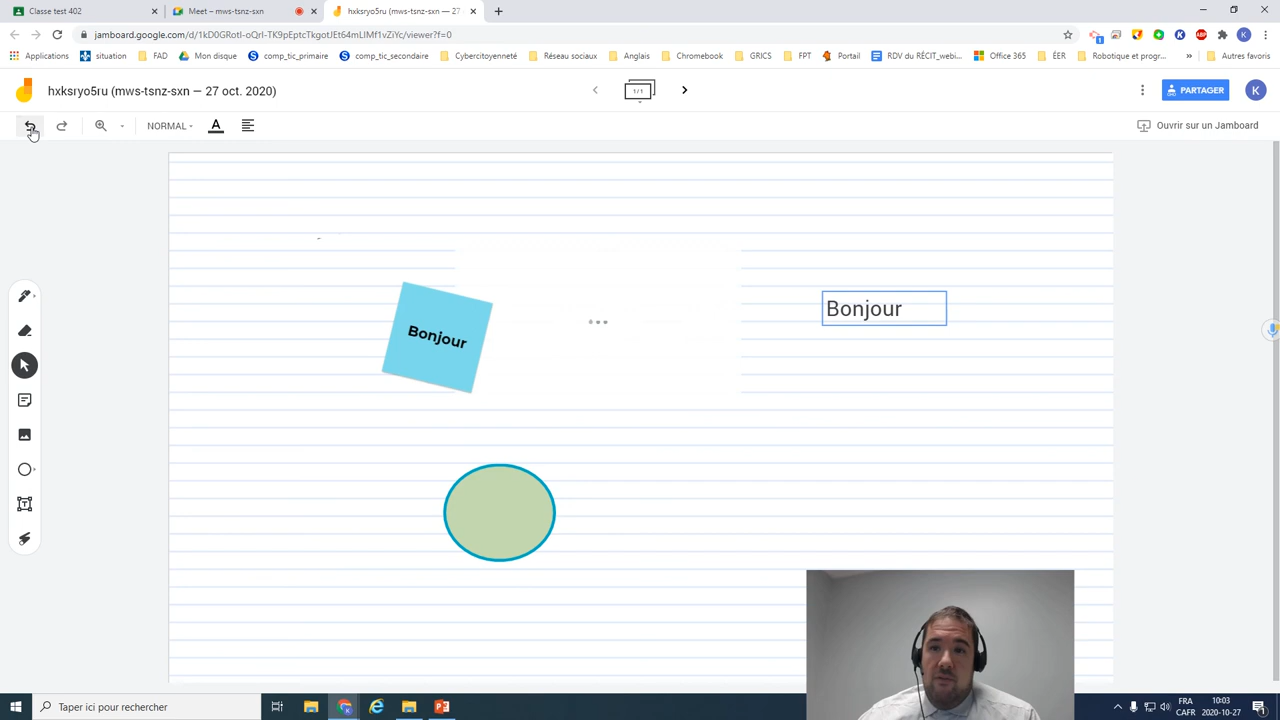 Classe test 402
Meet – mws-tsnz-sxn
hxksryo5ru (mws-tsnz-sxn — 27
jamboard.google.com/d/1kD0GRotI-oQrI-TK9pEptcTkgotJEt64mLIMf1vZiYc/viewer?f=0
Applications situation FAD Mon disque comp_tic_primaire comp_tic_secondaire Cybercitoyenneté Réseau sociaux Anglais Chromebook GRICS FPT Portail RDV du RÉCIT_webi... Office 365 ÉER Robotique et progr... » Autres favoris
hxksryo5ru (mws-tsnz-sxn — 27 oct. 2020)
1/1
PARTAGER
K
NORMAL
Ouvrir sur un Jamboard
Bonjour
Bonjour
Taper ici pour rechercher
FRA
CAFR
10:03
2020-10-27